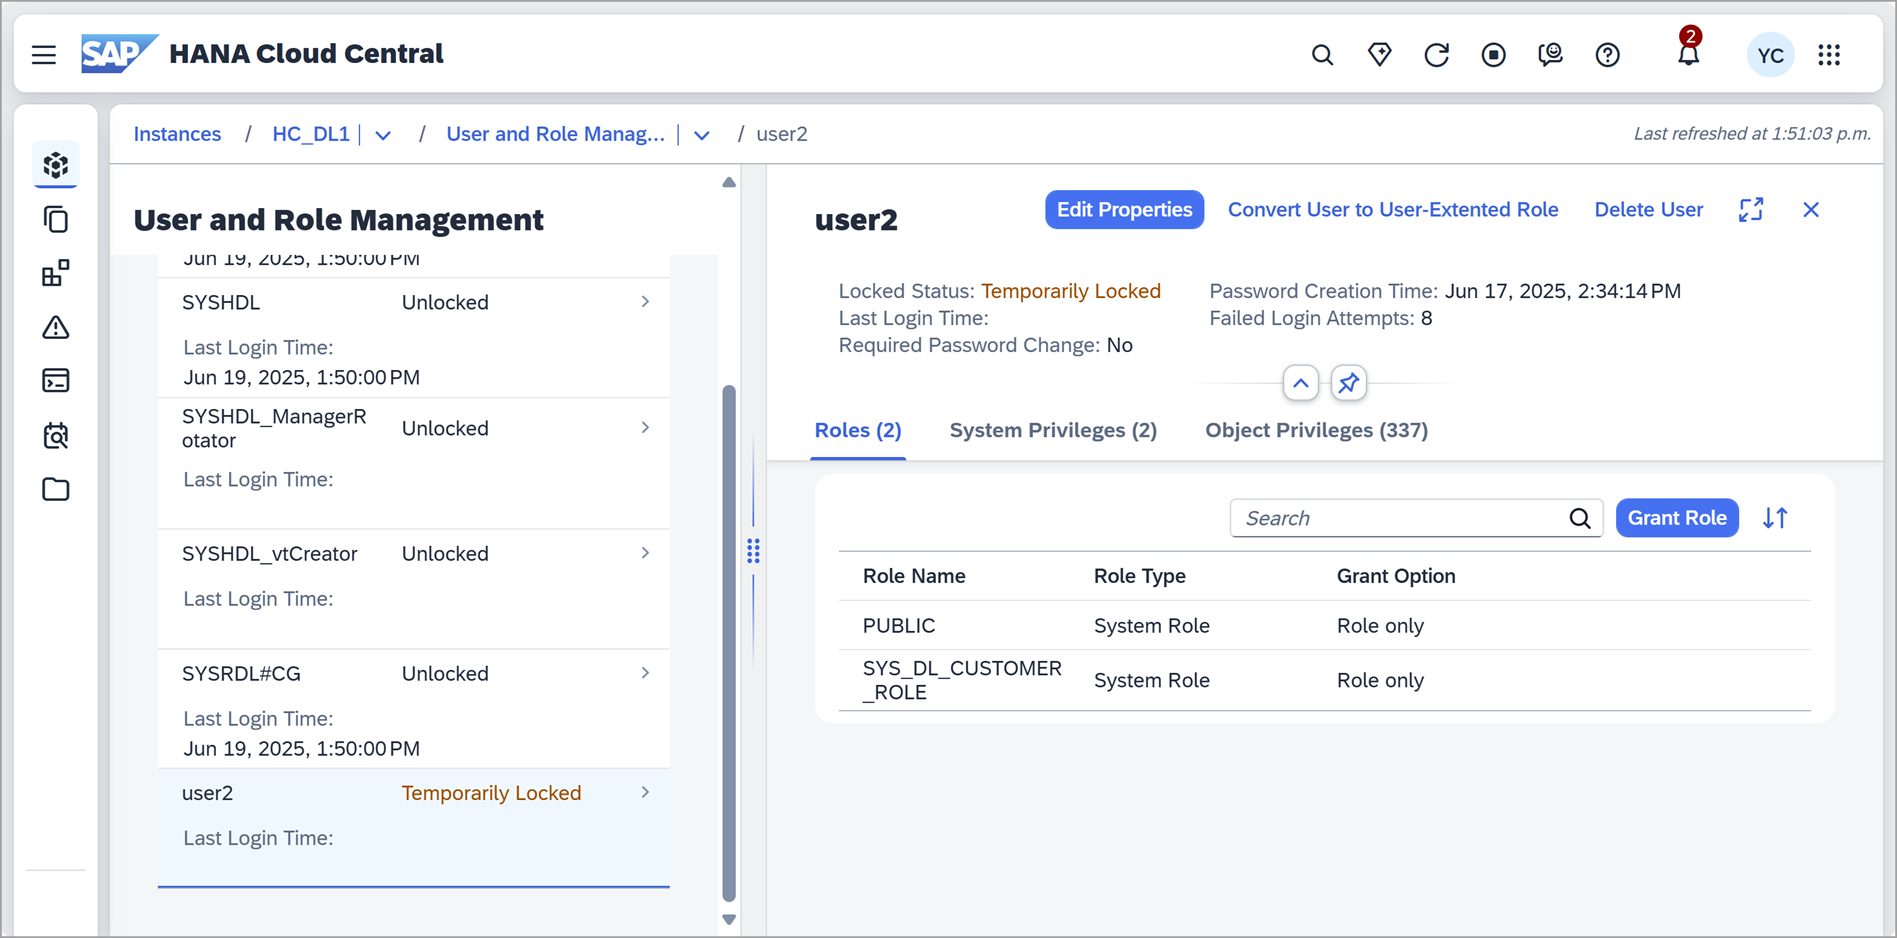 SAP HANA Cloud Central
2
YC
Instances / HC_DL1 | / User and Role Manag... | / user2
Last refreshed at 1:51:03 p.m.
User and Role Management
Jun 19, 2025, 1:50:00 PM
SYSHDL Unlocked
Last Login Time:
Jun 19, 2025, 1:50:00 PM
SYSHDL_ManagerR
otator
Unlocked
Last Login Time:
SYSHDL_vtCreator Unlocked
Last Login Time:
SYSRDL#CG Unlocked
Last Login Time:
Jun 19, 2025, 1:50:00 PM
user2 Temporarily Locked
Last Login Time:
user2
Edit Properties Convert User to User-Extented Role Delete User
Locked Status: Temporarily Locked
Last Login Time:
Required Password Change: No
Password Creation Time: Jun 17, 2025, 2:34:14 PM
Failed Login Attempts: 8
Roles (2) System Privileges (2) Object Privileges (337)
Search Grant Role
Role Name Role Type Grant Option
PUBLIC System Role Role only
SYS_DL_CUSTOMER
_ROLE
System Role Role only